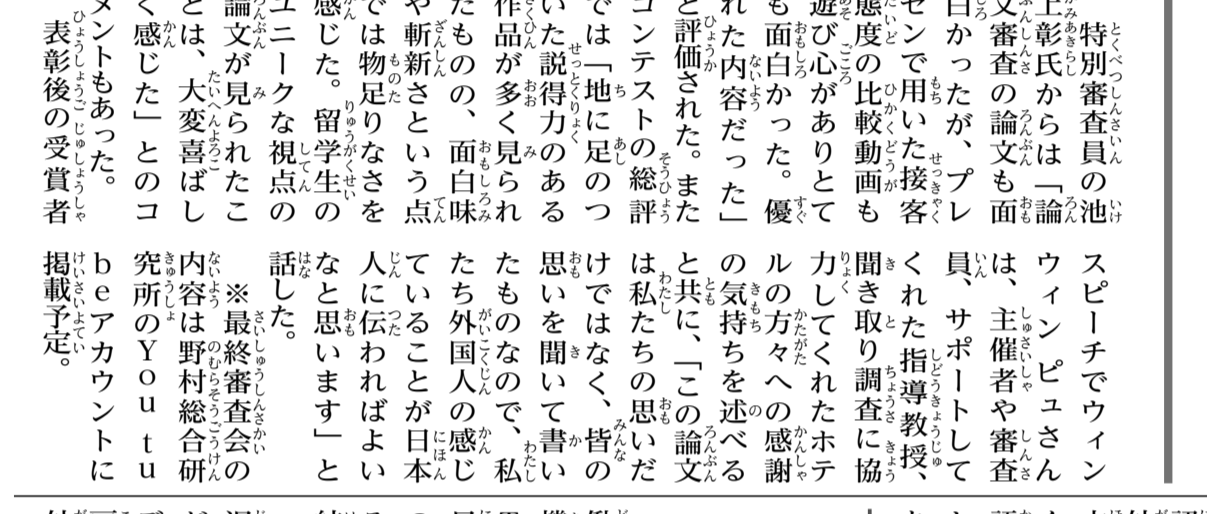 特別審査員の池
上彰氏からは「論
文審査の論文も面
白かったが、プレ
センで用いた接客
態度の比較動画も
遊び心がありとて
も面白かった。優
れた内容だった」
と評価された。また
コンテストの総評
では「地に足のつ
いた説得力のある
作品が多く見られ
たものの、面白味
や斬新さという点
では物足りなさを
感じた。留学生の
ユニークな視点の
論文が見られたこ
とは、大変喜ばし
く感じた」とのコ
メントもあった。
表彰後の受賞者
スピーチでウィン
ウィン ピュさん
は、主催者や審査
員、サポートして
くれた指導教授、
聞き取り調査に協
力してくれたホテ
ルの方々への感謝
の気持ちを述べる
と共に、「この論文
は私たちの思いだ
けではなく、皆の
思いを聞いて書い
たものなので、私
たち外国人の感じ
ていることが日本
人に伝わればよい
なと思います」と
話した。
※最終審査会の
内容は野村総合研
究所のYou tu
beアカウントに
掲載予定。